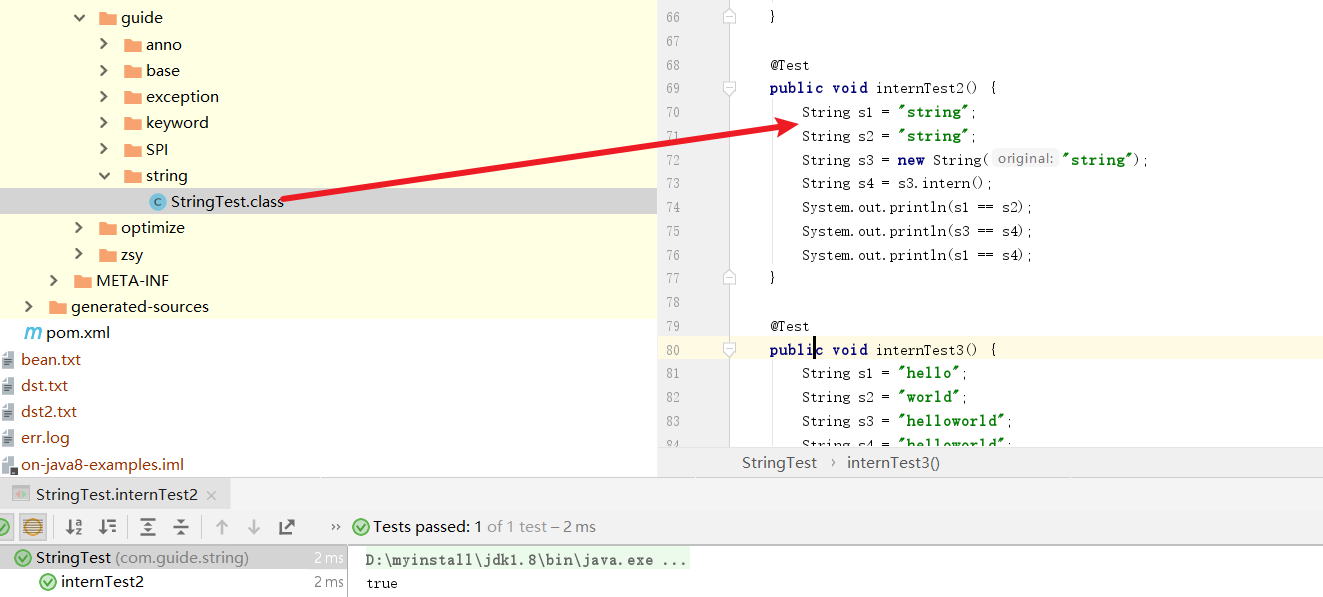 guide
anno
base
exception
keyword
SPI
string
StringTest.class
optimize
zsy
META-INF
generated-sources
pom.xml
bean.txt
dst.txt
dst2.txt
err.log
on-java8-examples.iml
66 }
67
68 @Test
69 public void internTest2() {
70 String s1 = "string";
71 String s2 = "string";
72 String s3 = new String( original: "string");
73 String s4 = s3.intern();
74 System.out.println(s1 == s2);
75 System.out.println(s3 == s4);
76 System.out.println(s1 == s4);
77 }
78
79 @Test
80 public void internTest3() {
81 String s1 = "hello";
82 String s2 = "world";
83 String s3 = "helloworld";
84 String s4 = "helloworld";
StringTest › internTest3()
StringTest.internTest2
Tests passed: 1 of 1 test – 2 ms
StringTest (com.guide.string) 2 ms
internTest2 2 ms
D:\myinstall\jdk1.8\bin\java.exe ...
true